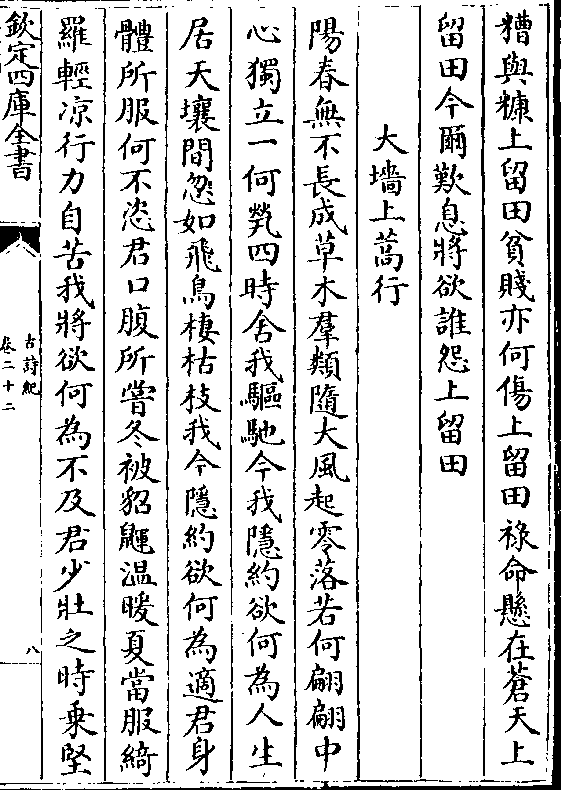 糟與糠上留田貧賤亦何傷上留田祿命懸在蒼天上
留田今爾歎息將欲誰怨上留田
大墻上蒿行
陽春無不長成草木羣類隨大風起零落若何翩翩中
心獨立一何煢四時舍我驅馳今我隱約欲何為人生
居天壤間忽如飛鳥棲枯枝我今隱約欲何為適君身
體所服何不恣君口腹所嘗冬被貂鼲温暖夏當服綺
羅輕凉行力自苦我將欲何為不及君少壯之時乘堅
欽定四庫全書
古詩紀
卷二十二
八